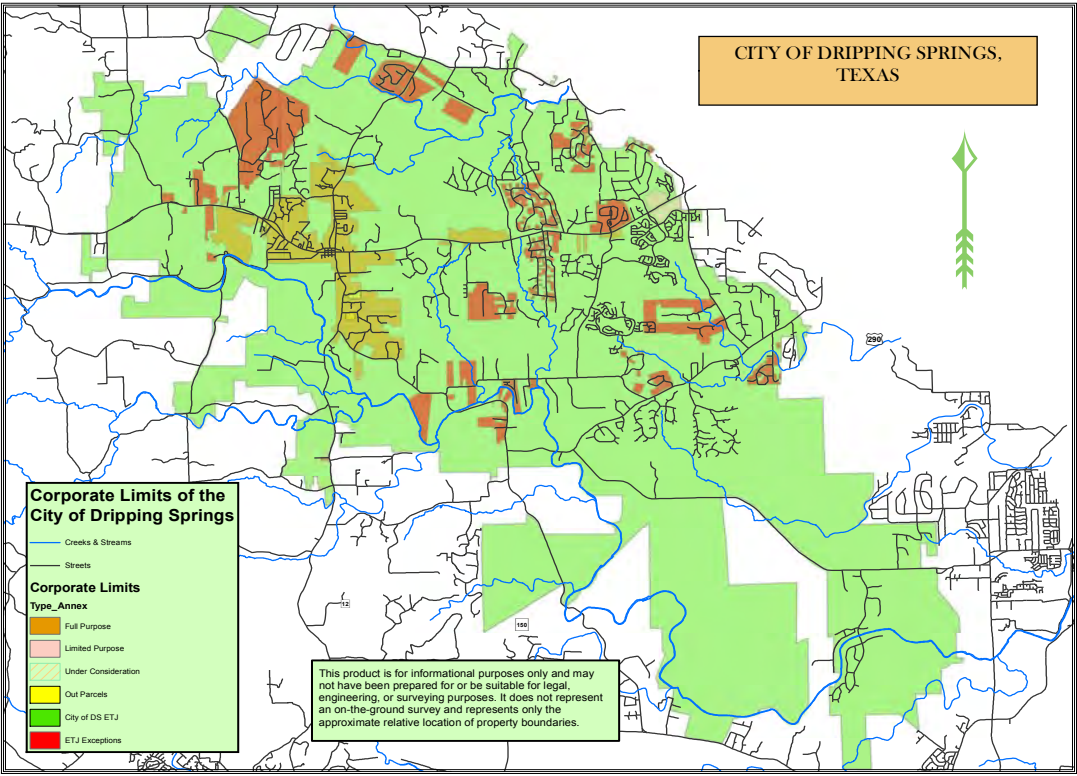 CITY OF DRIPPING SPRINGS,
TEXAS
290
Corporate Limits of the
City of Dripping Springs
Creeks & Streams
Streets
Corporate Limits
Type_Annex
Full Purpose
Limited Purpose
Under Consideration
Out Parcels
City of DS ETJ
ETJ Exceptions
12
150
This product is for informational purposes only and may
not have been prepared for or be suitable for legal,
engineering, or surveying purposes. It does not represent
an on-the-ground survey and represents only the
approximate relative location of property boundaries.